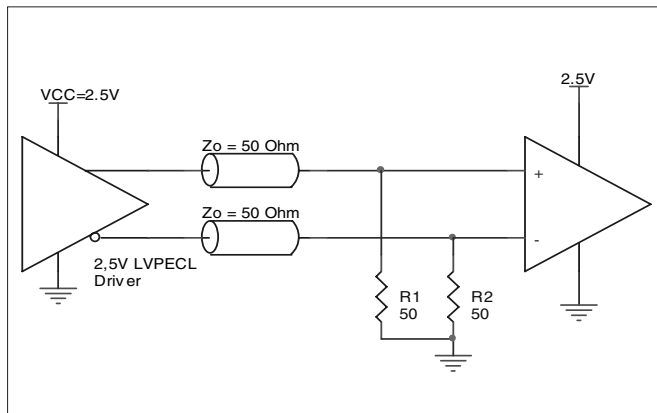 VCC=2.5V
2.5V
Zo = 50 Ohm
+
Zo = 50 Ohm
-
2,5V LVPECL
Driver
R1
50
R2
50